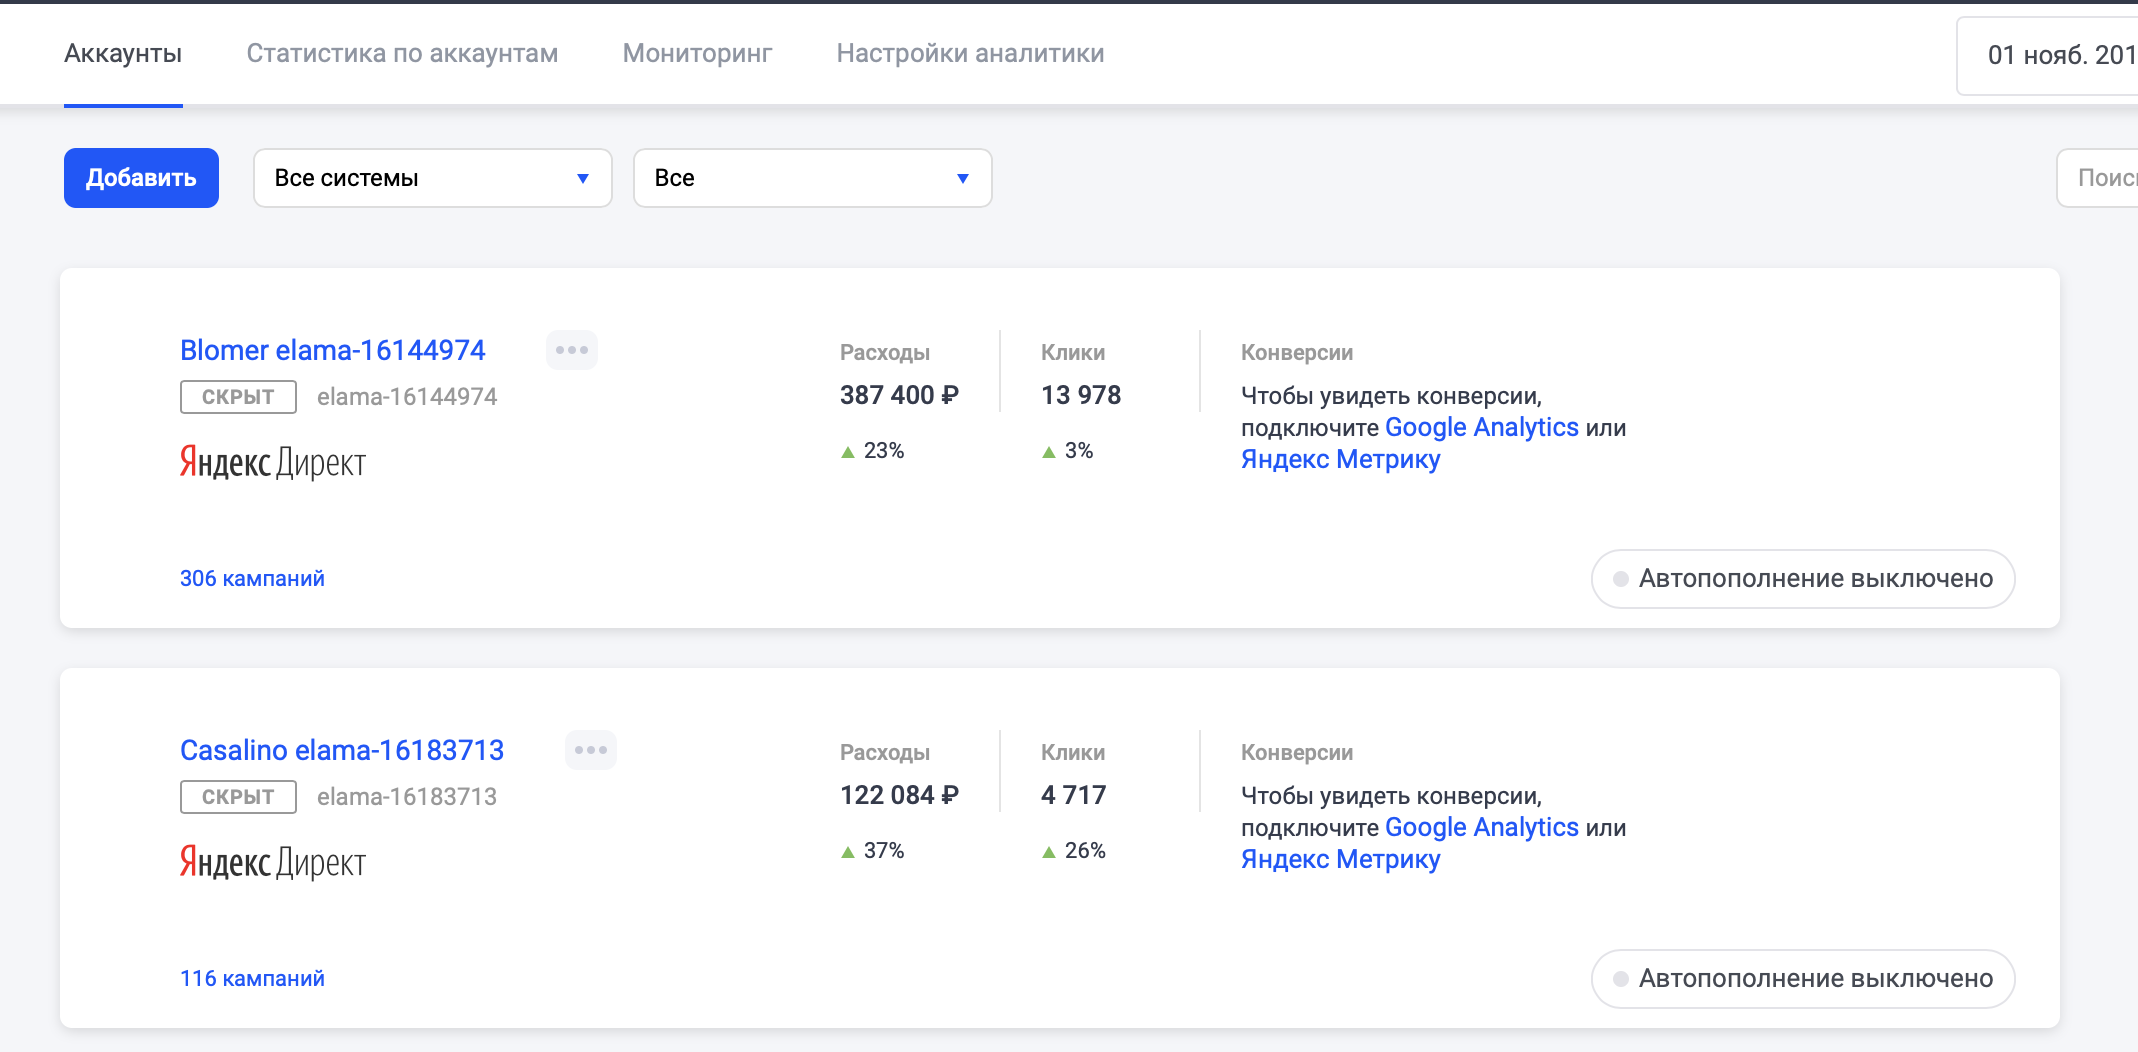 Аккаунты Статистика по аккаунтам Мониторинг Настройки аналитики 01 нояб. 201
Добавить Все системы Все Поис
Blomer elama-16144974 Расходы Клики Конверсии
СКРЫТ elama-16144974 387 400 ₽ 13 978 Чтобы увидеть конверсии,
подключите Google Analytics или
Яндекс Директ 23% 3% Яндекс Метрику
306 кампаний Автопополнение выключено
Casalino elama-16183713 Расходы Клики Конверсии
СКРЫТ elama-16183713 122 084 ₽ 4 717 Чтобы увидеть конверсии,
подключите Google Analytics или
Яндекс Директ 37% 26% Яндекс Метрику
116 кампаний Автопополнение выключено